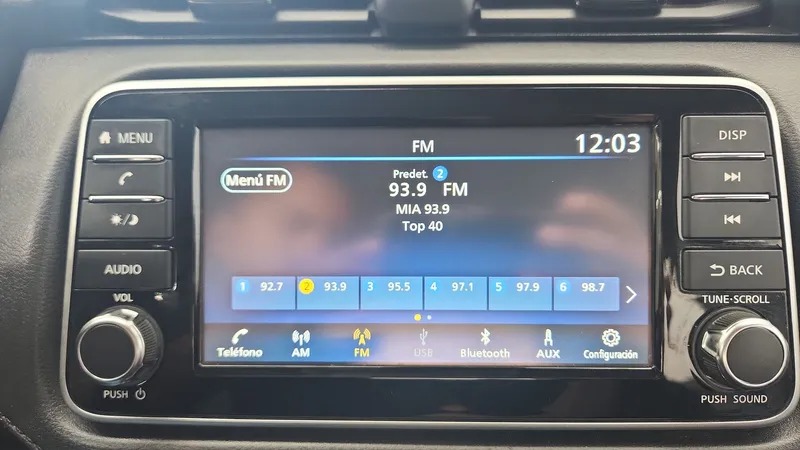 MENU
AUDIO
VOL
PUSH
FM
12:03
Menú FM
Predet. 2
93.9 FM
MIA 93.9
Top 40
1 92.7 2 93.9 3 95.5 4 97.1 5 97.9 6 98.7
Teléfono AM FM USB Bluetooth AUX Configuración
DISP
BACK
TUNE·SCROLL
PUSH SOUND